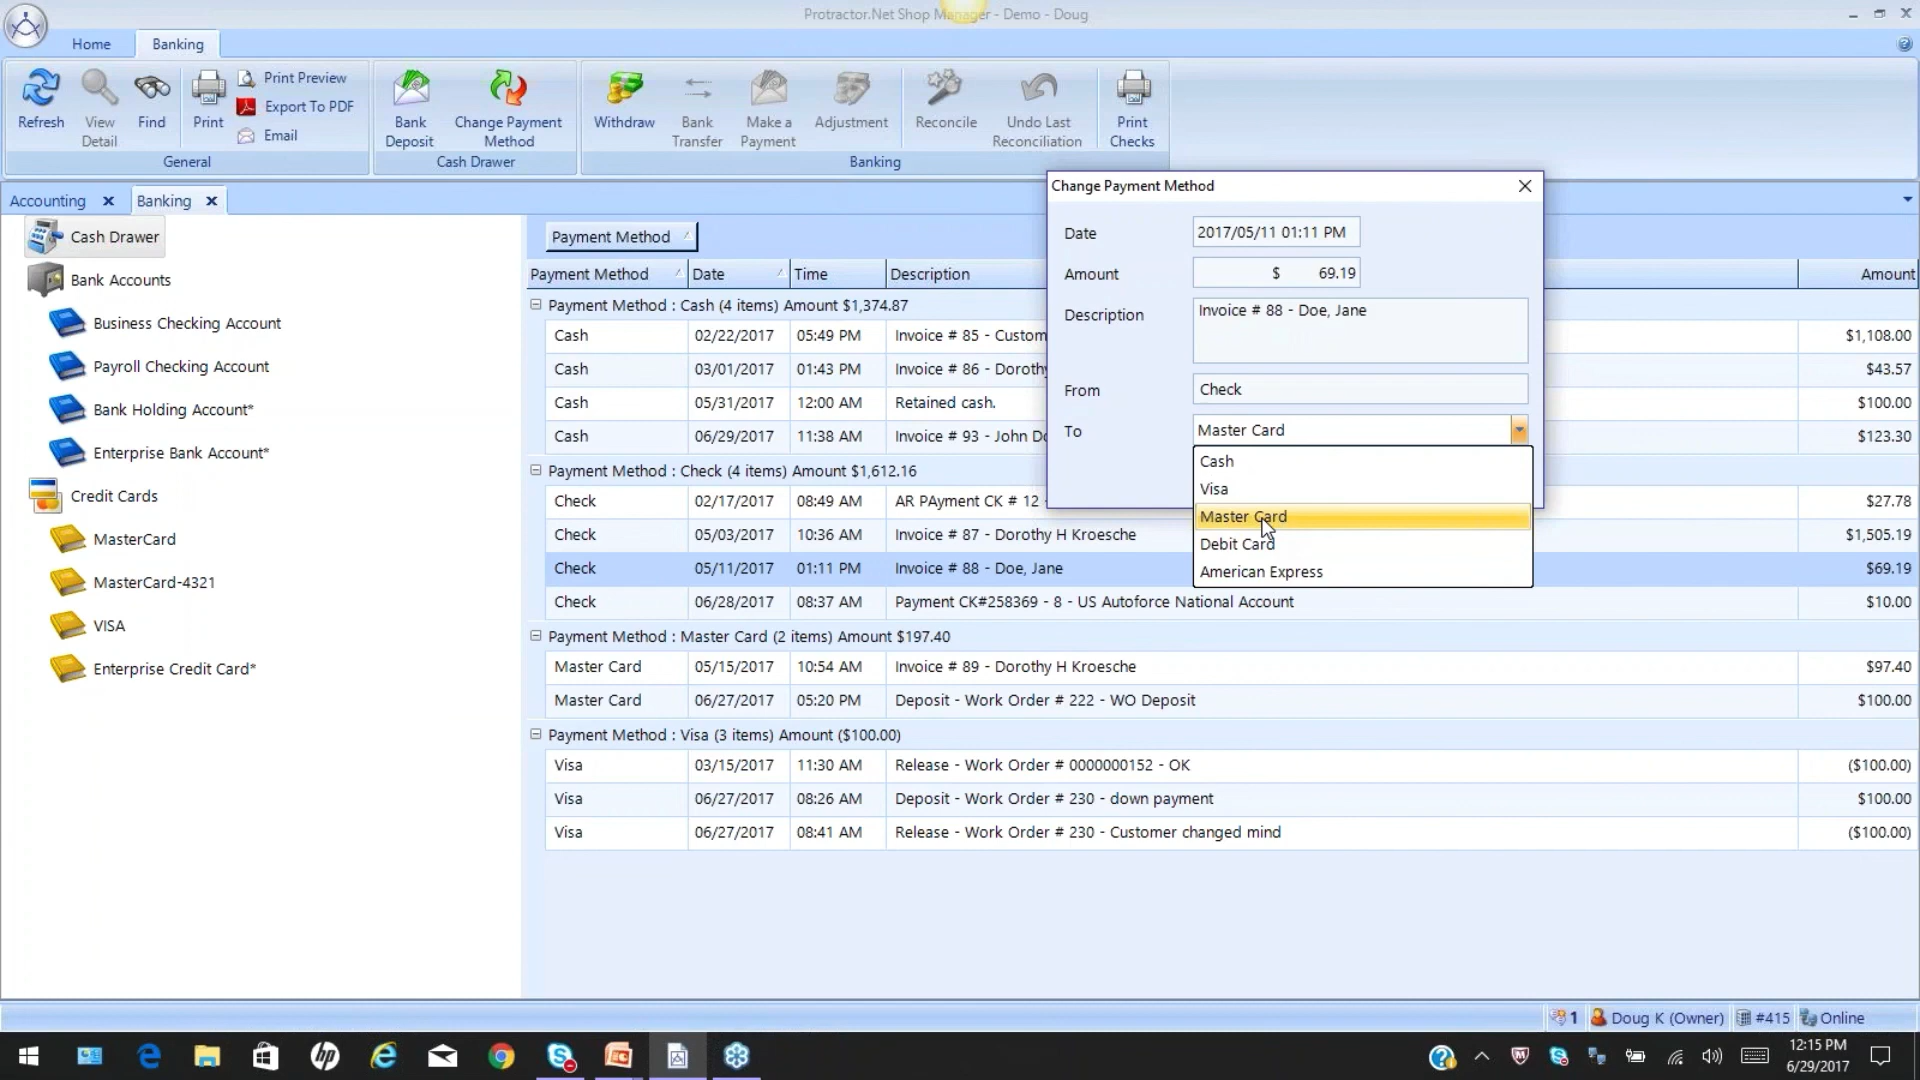 Protractor.Net Shop Manager - Demo - Doug
Home
Banking
Refresh
View Detail
Find
Print
Print Preview
Export To PDF
Email
General
Bank Deposit
Change Payment Method
Cash Drawer
Withdraw
Bank Transfer
Make a Payment
Adjustment
Reconcile
Undo Last Reconciliation
Print Checks
Banking
Accounting
Banking
Cash Drawer
Bank Accounts
Business Checking Account
Payroll Checking Account
Bank Holding Account*
Enterprise Bank Account*
Credit Cards
MasterCard
MasterCard-4321
VISA
Enterprise Credit Card*
Payment Method
Payment Method Date Time Description Amount
Payment Method : Cash (4 items) Amount $1,374.87
Cash 02/22/2017 05:49 PM Invoice # 85 - Custom $1,108.00
Cash 03/01/2017 01:43 PM Invoice # 86 - Dorothy $43.57
Cash 05/31/2017 12:00 AM Retained cash. $100.00
Cash 06/29/2017 11:38 AM Invoice # 93 - John Do $123.30
Payment Method : Check (4 items) Amount $1,612.16
Check 02/17/2017 08:49 AM AR PAyment CK # 12 - $27.78
Check 05/03/2017 10:36 AM Invoice # 87 - Dorothy H Kroesche $1,505.19
Check 05/11/2017 01:11 PM Invoice # 88 - Doe, Jane $69.19
Check 06/28/2017 08:37 AM Payment CK#258369 - 8 - US Autoforce National Account $10.00
Payment Method : Master Card (2 items) Amount $197.40
Master Card 05/15/2017 10:54 AM Invoice # 89 - Dorothy H Kroesche $97.40
Master Card 06/27/2017 05:20 PM Deposit - Work Order # 222 - WO Deposit $100.00
Payment Method : Visa (3 items) Amount ($100.00)
Visa 03/15/2017 11:30 AM Release - Work Order # 0000000152 - OK ($100.00)
Visa 06/27/2017 08:26 AM Deposit - Work Order # 230 - down payment $100.00
Visa 06/27/2017 08:41 AM Release - Work Order # 230 - Customer changed mind ($100.00)
Change Payment Method
Date 2017/05/11 01:11 PM
Amount $ 69.19
Description Invoice # 88 - Doe, Jane
From Check
To Master Card
Cash
Visa
Master Card
Debit Card
American Express
1 Doug K (Owner) #415 Online
12:15 PM
6/29/2017